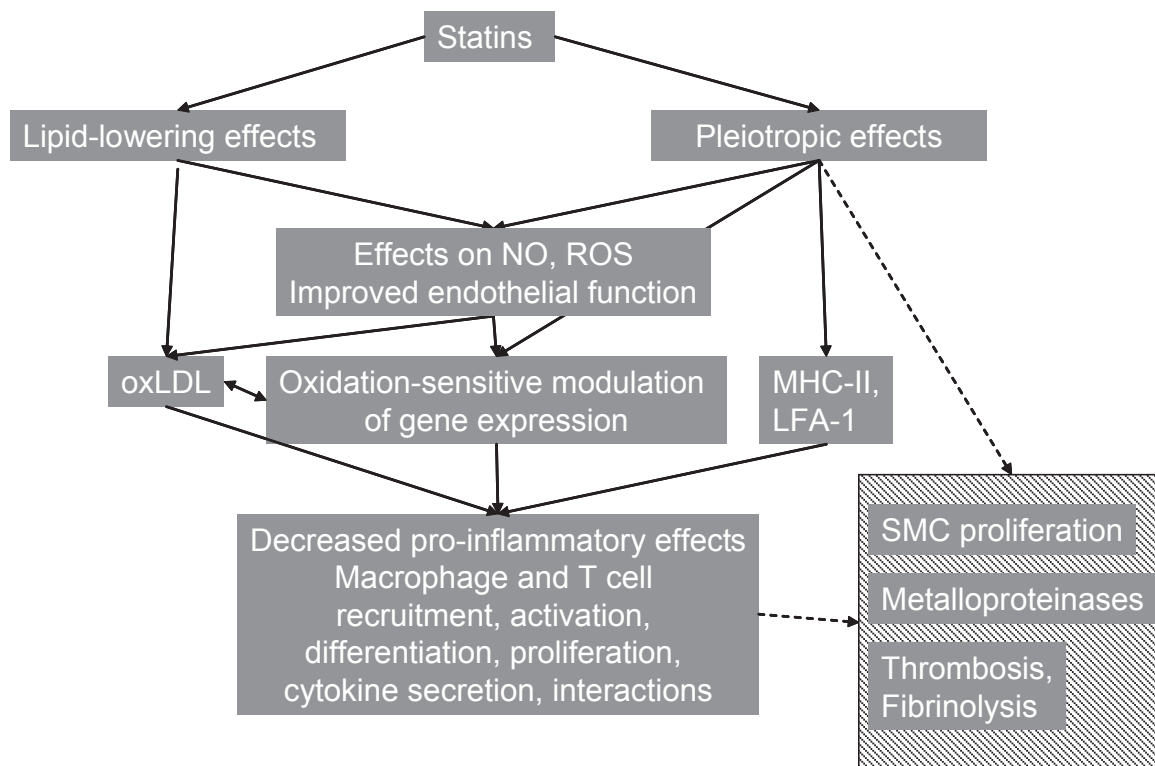 Statins
Lipid-lowering effects
Pleiotropic effects
Effects on NO, ROS
Improved endothelial function
oxLDL
Oxidation-sensitive modulation
of gene expression
MHC-II,
LFA-1
Decreased pro-inflammatory effects
Macrophage and T cell
recruitment, activation,
differentiation, proliferation,
cytokine secretion, interactions
SMC proliferation
Metalloproteinases
Thrombosis,
Fibrinolysis